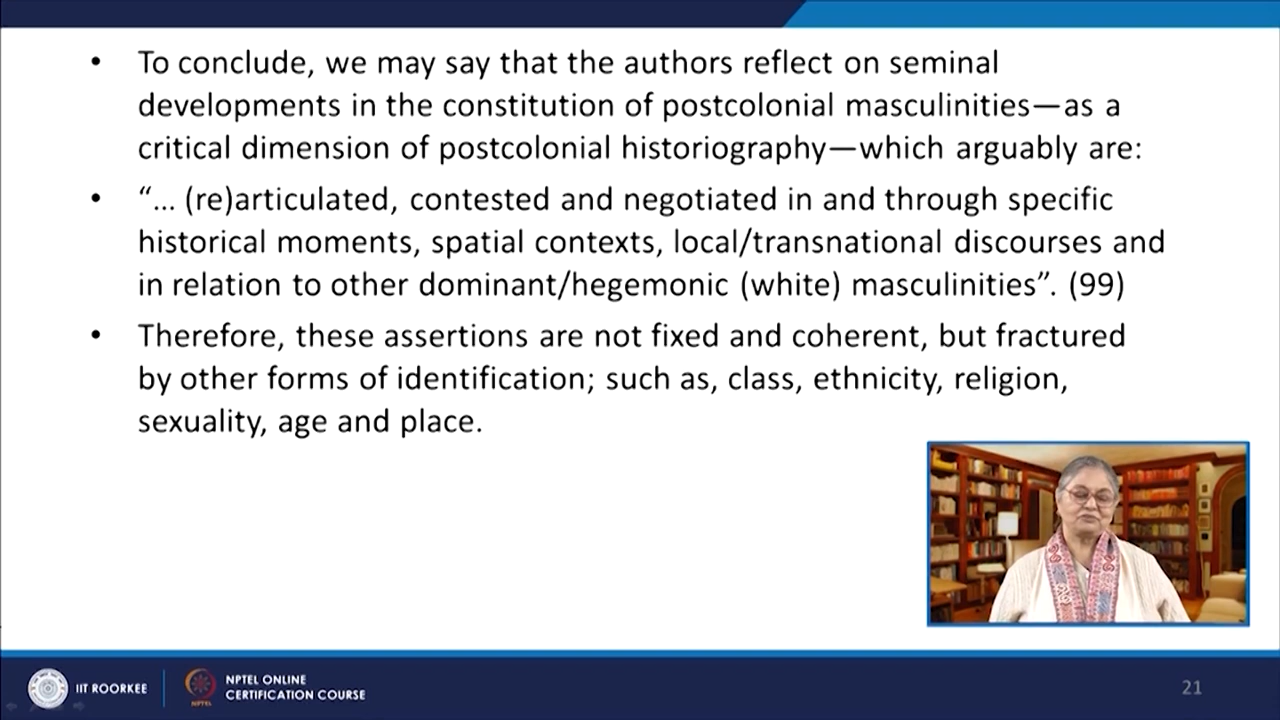 • To conclude, we may say that the authors reflect on seminal
developments in the constitution of postcolonial masculinities—as a
critical dimension of postcolonial historiography—which arguably are:
• “... (re)articulated, contested and negotiated in and through specific
historical moments, spatial contexts, local/transnational discourses and
in relation to other dominant/hegemonic (white) masculinities”. (99)
• Therefore, these assertions are not fixed and coherent, but fractured
by other forms of identification; such as, class, ethnicity, religion,
sexuality, age and place.
IIT ROORKEE
NPTEL
NPTEL ONLINE
CERTIFICATION COURSE
21